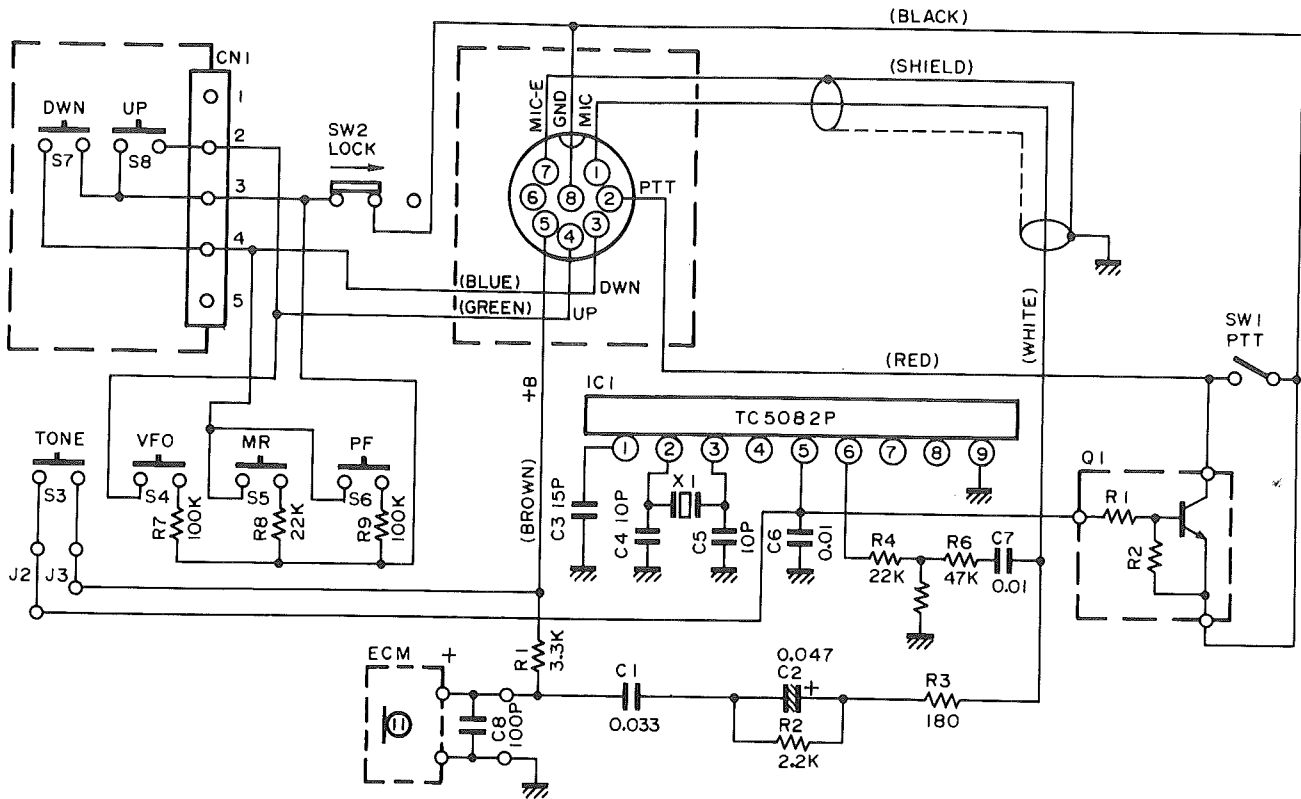 (BLACK)
CN1
(SHIELD)
1
DWN
UP
2
S7
S8
3
4
5
SW2
LOCK
MIC-E
GND
MIC
7
1
6
8
2
PTT
5
4
3
(BLUE)
DWN
(GREEN)
UP
(WHITE)
SW1
PTT
(RED)
+B
IC1
TC5082P
1
2
3
4
5
6
7
8
9
TONE
VFO
MR
PF
S3
S4
S5
S6
R7
100K
R8
22K
R9
100K
(BROWN)
C3 15P
X1
C4 10P
C5
10P
C6
0.01
R4
22K
R6
47K
C7
0.01
Q1
R1
R2
J2
J3
R1
3.3K
ECM
+
C8
100P
C1
0.033
0.047
C2
+
R2
2.2K
R3
180